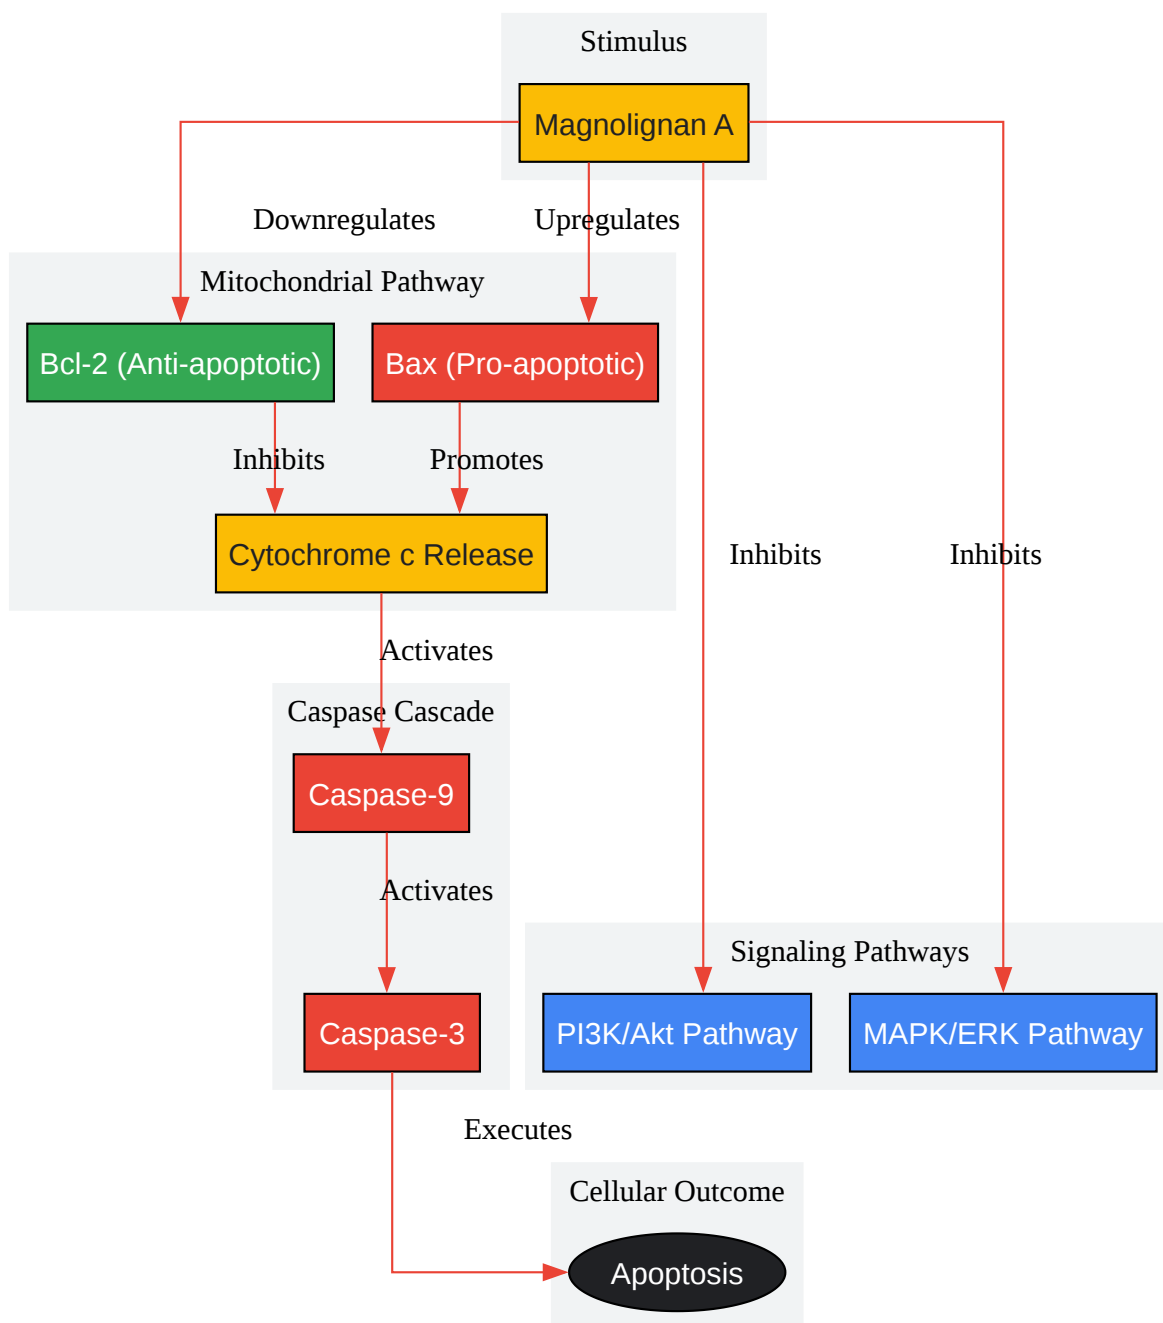 Stimulus
Magnolignan A
Downregulates
Upregulates
Mitochondrial Pathway
Bcl-2 (Anti-apoptotic)
Bax (Pro-apoptotic)
Inhibits
Promotes
Cytochrome c Release
Inhibits
Inhibits
Activates
Caspase Cascade
Caspase-9
Activates
Signaling Pathways
Caspase-3
PI3K/Akt Pathway
MAPK/ERK Pathway
Executes
Cellular Outcome
Apoptosis